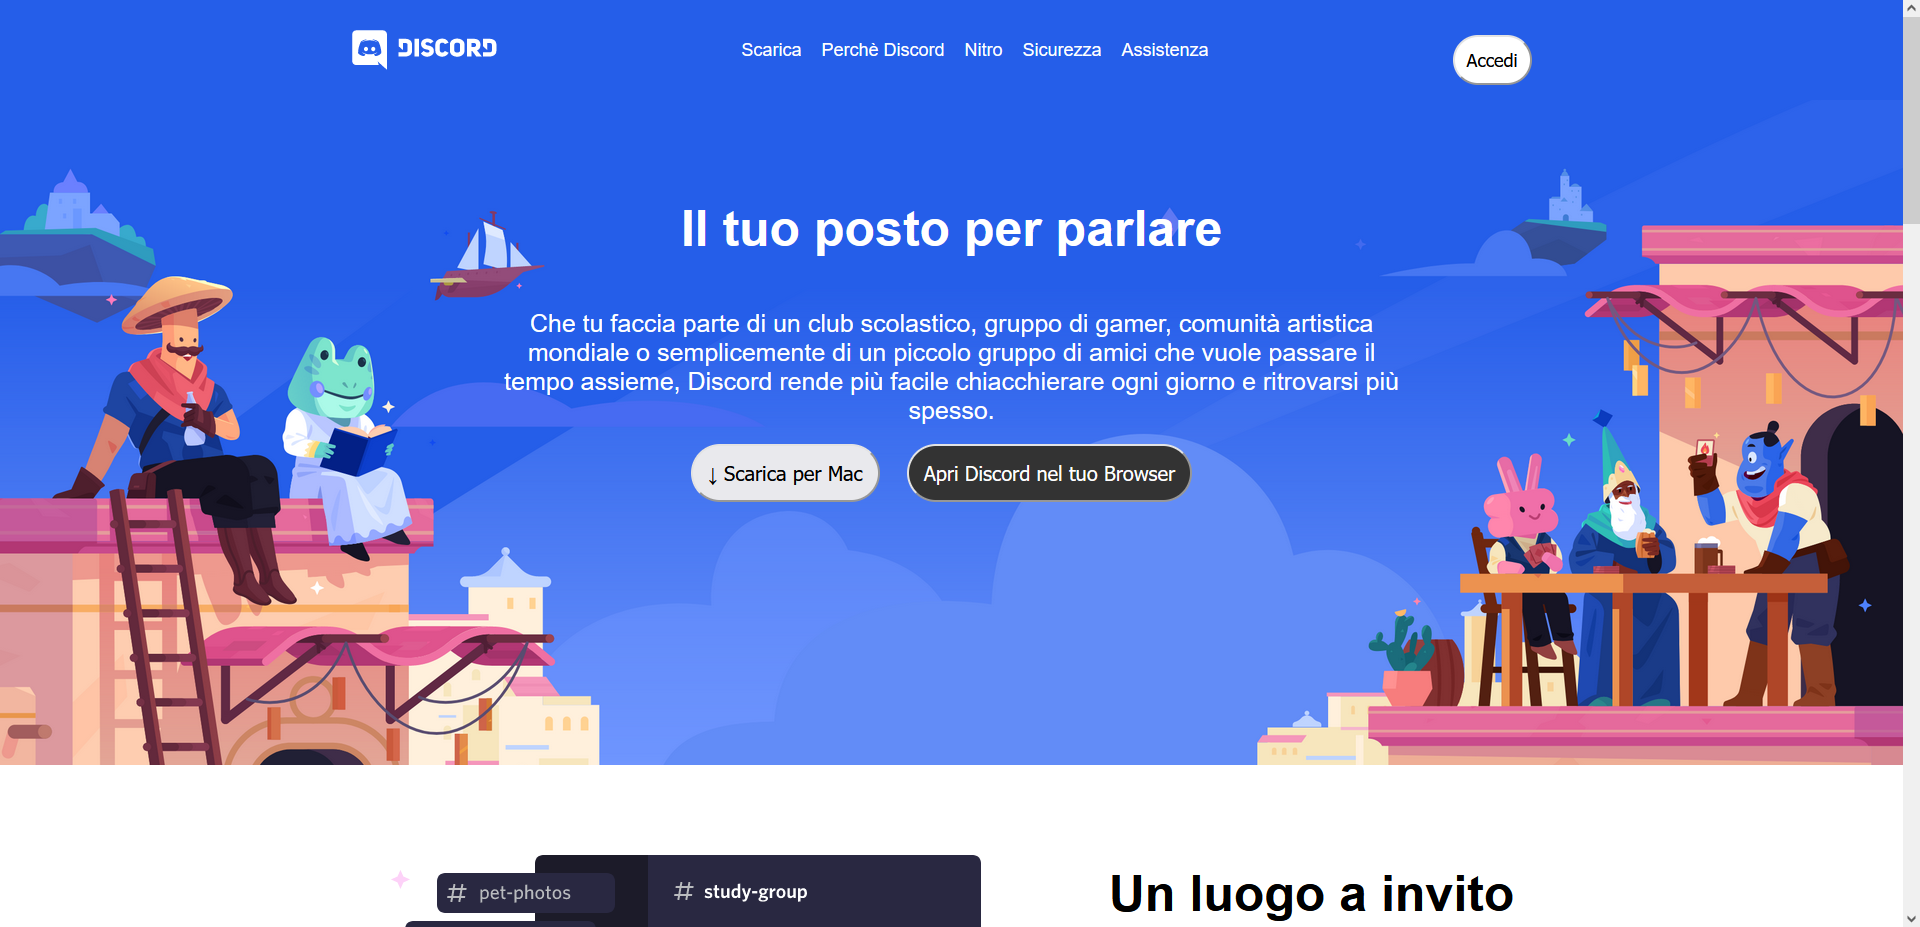 DISCORD
Scarica Perchè Discord Nitro Sicurezza Assistenza
Accedi
Il tuo posto per parlare
Che tu faccia parte di un club scolastico, gruppo di gamer, comunità artistica
mondiale o semplicemente di un piccolo gruppo di amici che vuole passare il
tempo assieme, Discord rende più facile chiacchierare ogni giorno e ritrovarsi più
spesso.
↓ Scarica per Mac
Apri Discord nel tuo Browser
# pet-photos
# study-group
Un luogo a invito